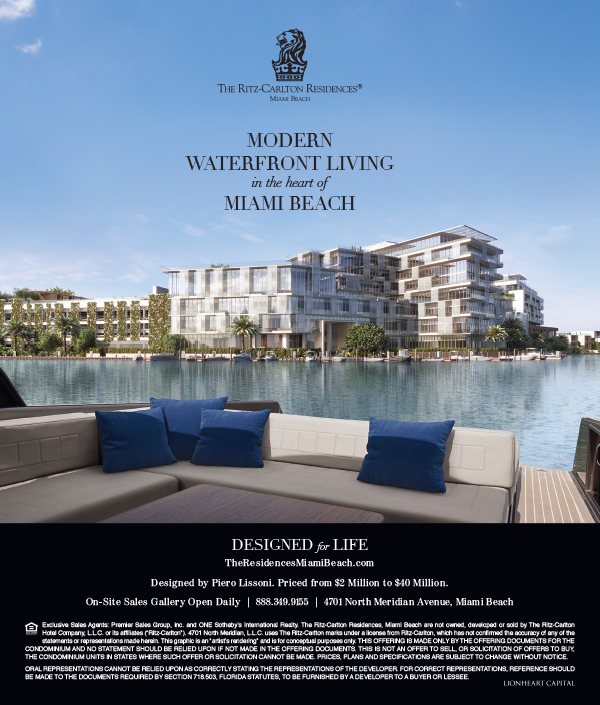 THE RITZ-CARLTON RESIDENCES®
MIAMI BEACH
MODERN
WATERFRONT LIVING
in the heart of
MIAMI BEACH
DESIGNED for LIFE
TheResidencesMiamiBeach.com
Designed by Piero Lissoni. Priced from $2 Million to $40 Million.
On-Site Sales Gallery Open Daily | 888.349.9155 | 4701 North Meridian Avenue, Miami Beach
Exclusive Sales Agents: Premier Sales Group, Inc. and ONE Sotheby's International Realty. The Ritz-Carlton Residences, Miami Beach are not owned, developed or sold by The Ritz-Carlton
Hotel Company, L.L.C. or its affiliates ("Ritz-Carlton"). 4701 North Meridian, L.L.C. uses The Ritz-Carlton marks under a license from Ritz-Carlton, which has not confirmed the accuracy of any of the
statements or representations made herein. This graphic is an "artist's rendering" and is for conceptual purposes only. THIS OFFERING IS MADE ONLY BY THE OFFERING DOCUMENTS FOR THE
CONDOMINIUM AND NO STATEMENT SHOULD BE RELIED UPON IF NOT MADE IN THE OFFERING DOCUMENTS. THIS IS NOT AN OFFER TO SELL, OR SOLICITATION OF OFFERS TO BUY,
THE CONDOMINIUM UNITS IN STATES WHERE SUCH OFFER OR SOLICITATION CANNOT BE MADE. PRICES, PLANS AND SPECIFICATIONS ARE SUBJECT TO CHANGE WITHOUT NOTICE.
ORAL REPRESENTATIONS CANNOT BE RELIED UPON AS CORRECTLY STATING THE REPRESENTATIONS OF THE DEVELOPER. FOR CORRECT REPRESENTATIONS, REFERENCE SHOULD
BE MADE TO THE DOCUMENTS REQUIRED BY SECTION 718.503, FLORIDA STATUTES, TO BE FURNISHED BY A DEVELOPER TO A BUYER OR LESSEE.
LIONHEART CAPITAL